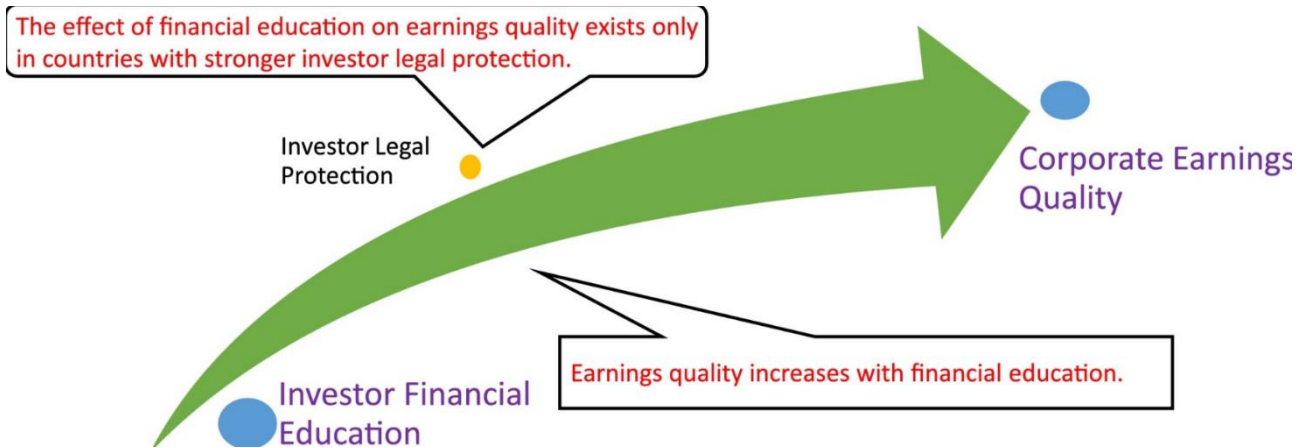 The effect of financial education on earnings quality exists only
in countries with stronger investor legal protection.
Investor Legal
Protection
Corporate Earnings
Quality
Earnings quality increases with financial education.
Investor Financial
Education